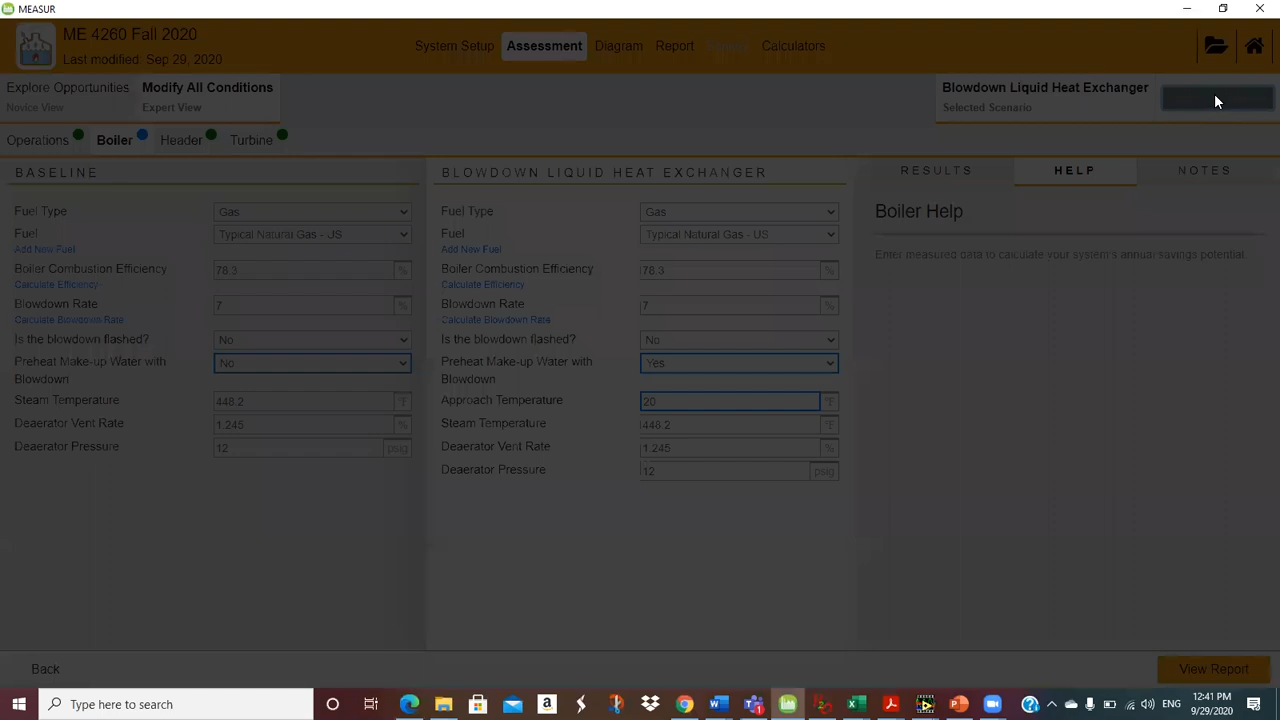 MEASUR
ME 4260 Fall 2020
Last modified: Sep 29, 2020
System Setup Assessment Diagram Report Calculators
Explore Opportunities
Novice View
Modify All Conditions
Expert View
Blowdown Liquid Heat Exchanger
Selected Scenario
Operations Boiler Header Turbine
BASELINE
Fuel Type Gas
Fuel Typical Natural Gas - US
Add New Fuel
Boiler Combustion Efficiency 78.3 %
Calculate Efficiency
Blowdown Rate 7 %
Calculate Blowdown Rate
Is the blowdown flashed? No
Preheat Make-up Water with No
Blowdown
Steam Temperature 448.2 °F
Deaerator Vent Rate 1.245 %
Deaerator Pressure 12 psig
BLOWDOWN LIQUID HEAT EXCHANGER
Fuel Type Gas
Fuel Typical Natural Gas - US
Add New Fuel
Boiler Combustion Efficiency 78.3 %
Calculate Efficiency
Blowdown Rate 7 %
Calculate Blowdown Rate
Is the blowdown flashed? No
Preheat Make-up Water with Yes
Blowdown
Approach Temperature 20 °F
Steam Temperature 448.2 °F
Deaerator Vent Rate 1.245 %
Deaerator Pressure 12 psig
RESULTS HELP NOTES
Boiler Help
Enter measured data to calculate your system's annual savings potential.
Back
View Report
Type here to search
ENG
12:41 PM
9/29/2020